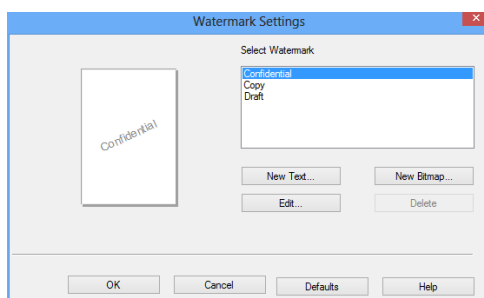 Watermark Settings
Select Watermark
Confidential
Copy
Draft
Confidential
New Text...
New Bitmap...
Edit...
Delete
OK
Cancel
Defaults
Help